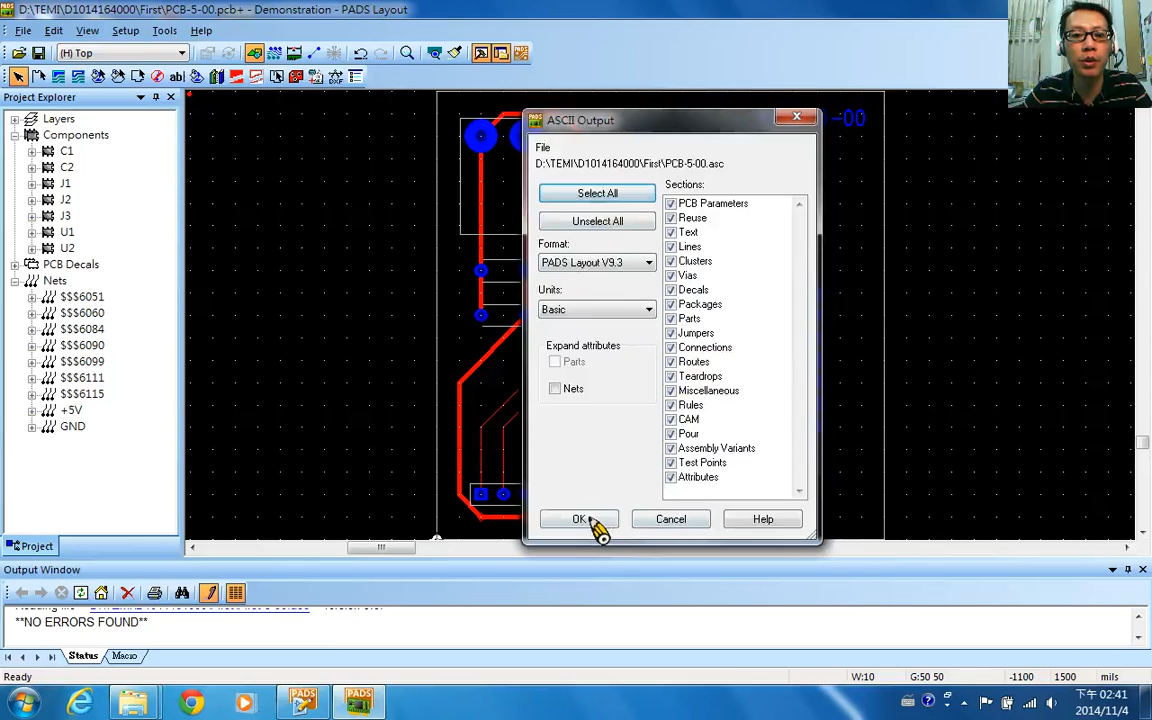 D:\TEMI\D1014164000\First\PCB-5-00.pcb+ - Demonstration - PADS Layout
File Edit View Setup Tools Help
(H) Top
ab|
DXF
Project Explorer
Layers
Components
C1
C2
J1
J2
J3
U1
U2
PCB Decals
Nets
$$$6051
$$$6060
$$$6084
$$$6090
$$$6099
$$$6111
$$$6115
+5V
GND
Project
-00
ASCII Output
File
D:\TEMI\D1014164000\First\PCB-5-00.asc
Select All
Unselect All
Format:
PADS Layout V9.3
Units:
Basic
Expand attributes
Parts
Nets
Sections:
PCB Parameters
Reuse
Text
Lines
Clusters
Vias
Decals
Packages
Parts
Jumpers
Connections
Routes
Teardrops
Miscellaneous
Rules
CAM
Pour
Assembly Variants
Test Points
Attributes
OK Cancel Help
Output Window
**NO ERRORS FOUND**
Status Macro
Ready W:10 G:50 50 -1100 1500 mils
PADS PADS
下午 02:41
2014/11/4